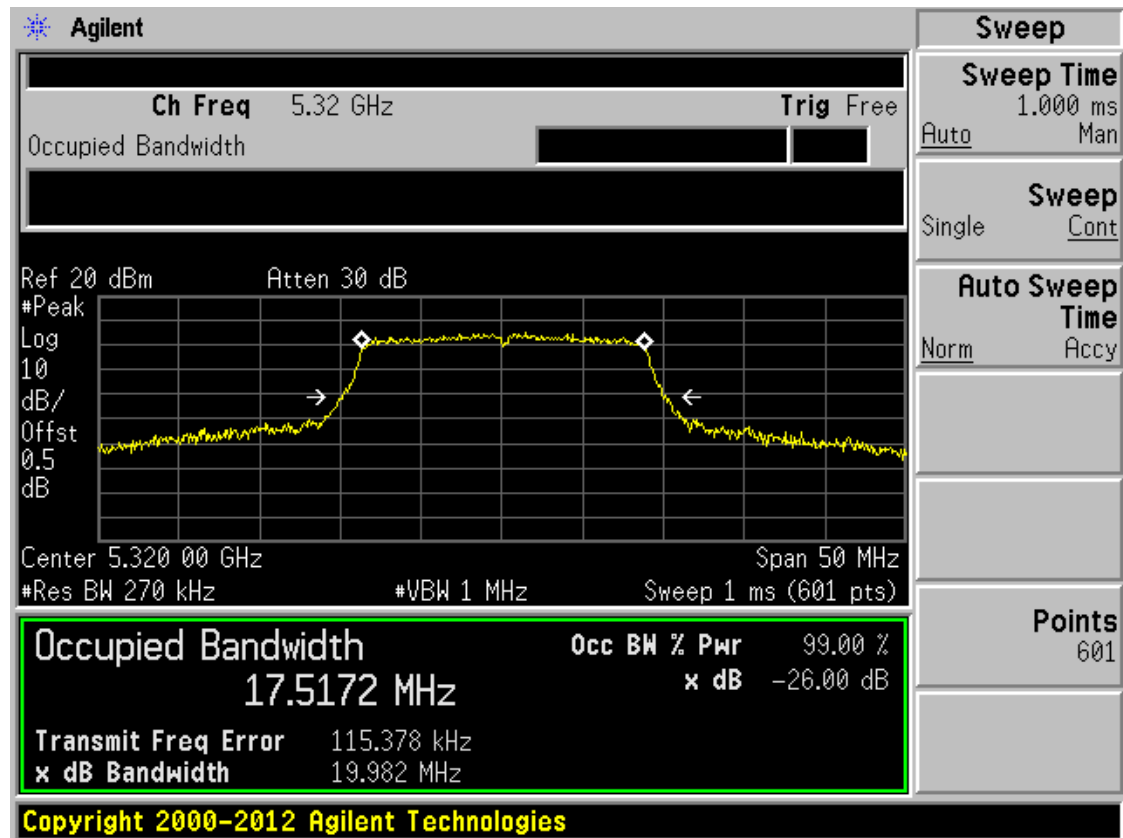 Agilent
Ch Freq 5.32 GHz Trig Free
Occupied Bandwidth
Ref 20 dBm Atten 30 dB
#Peak
Log
10
dB/
Offst
0.5
dB
Center 5.320 00 GHz Span 50 MHz
#Res BW 270 kHz #VBW 1 MHz Sweep 1 ms (601 pts)
Occupied Bandwidth
17.5172 MHz
Occ BW % Pwr 99.00 %
x dB -26.00 dB
Transmit Freq Error 115.378 kHz
x dB Bandwidth 19.982 MHz
Copyright 2000-2012 Agilent Technologies
Sweep
Sweep Time
1.000 ms
Auto Man
Sweep
Single Cont
Auto Sweep
Time
Norm Accy
Points
601